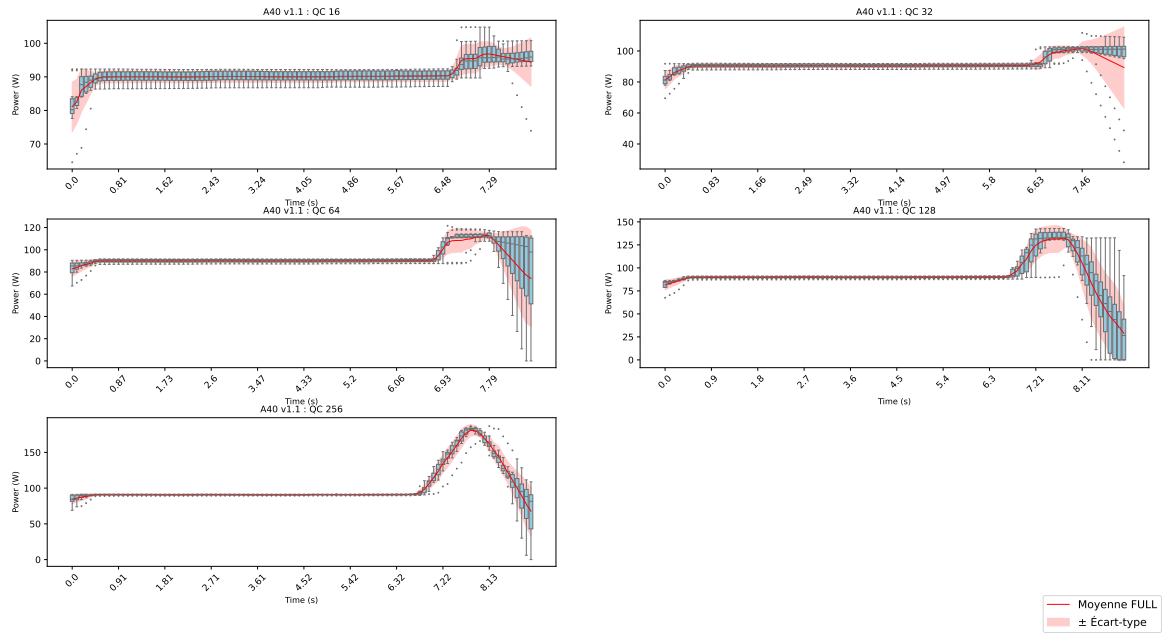 A40 v1.1 : QC 16
Power (W)
100
90
80
70
0.0 0.81 1.62 2.43 3.24 4.05 4.86 5.67 6.48 7.29
Time (s)
A40 v1.1 : QC 32
Power (W)
100
80
60
40
0.0 0.83 1.66 2.49 3.32 4.14 4.97 5.8 6.63 7.46
Time (s)
A40 v1.1 : QC 64
Power (W)
120
100
80
60
40
20
0
0.0 0.87 1.73 2.6 3.47 4.33 5.2 6.06 6.93 7.79
Time (s)
A40 v1.1 : QC 128
Power (W)
150
125
100
75
50
25
0
0.0 0.9 1.8 2.7 3.6 4.5 5.4 6.3 7.21 8.11
Time (s)
A40 v1.1 : QC 256
Power (W)
150
100
50
0
0.0 0.91 1.81 2.71 3.61 4.52 5.42 6.32 7.22 8.13
Time (s)
Moyenne FULL
± Écart-type